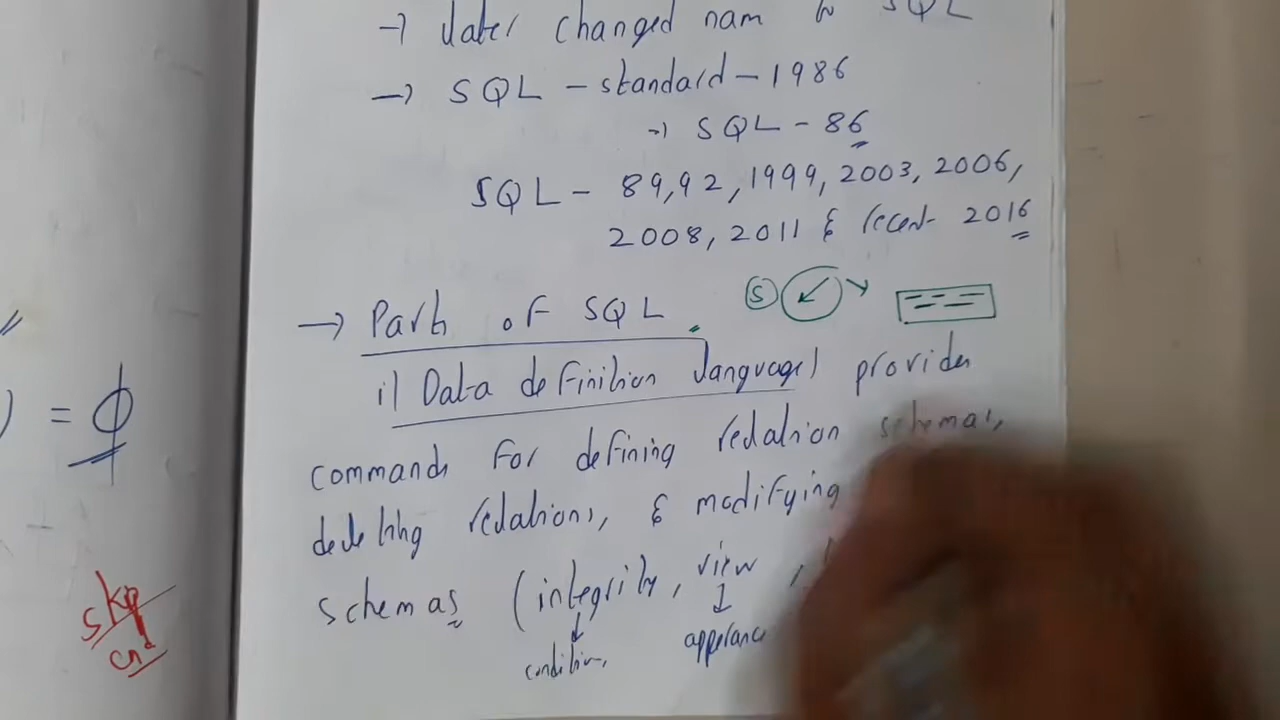 → later changed nam to SQL
→ SQL - standard - 1986
→ SQL - 86
SQL - 89, 92, 1999, 2003, 2006,
2008, 2011 & recent 2016
S
→ Parts of SQL.
i) Data definition language) provides
commands for defining relation schemas,
deleting relations, & modifying
schemas (integrity, view,
condition,
) = φ
skp